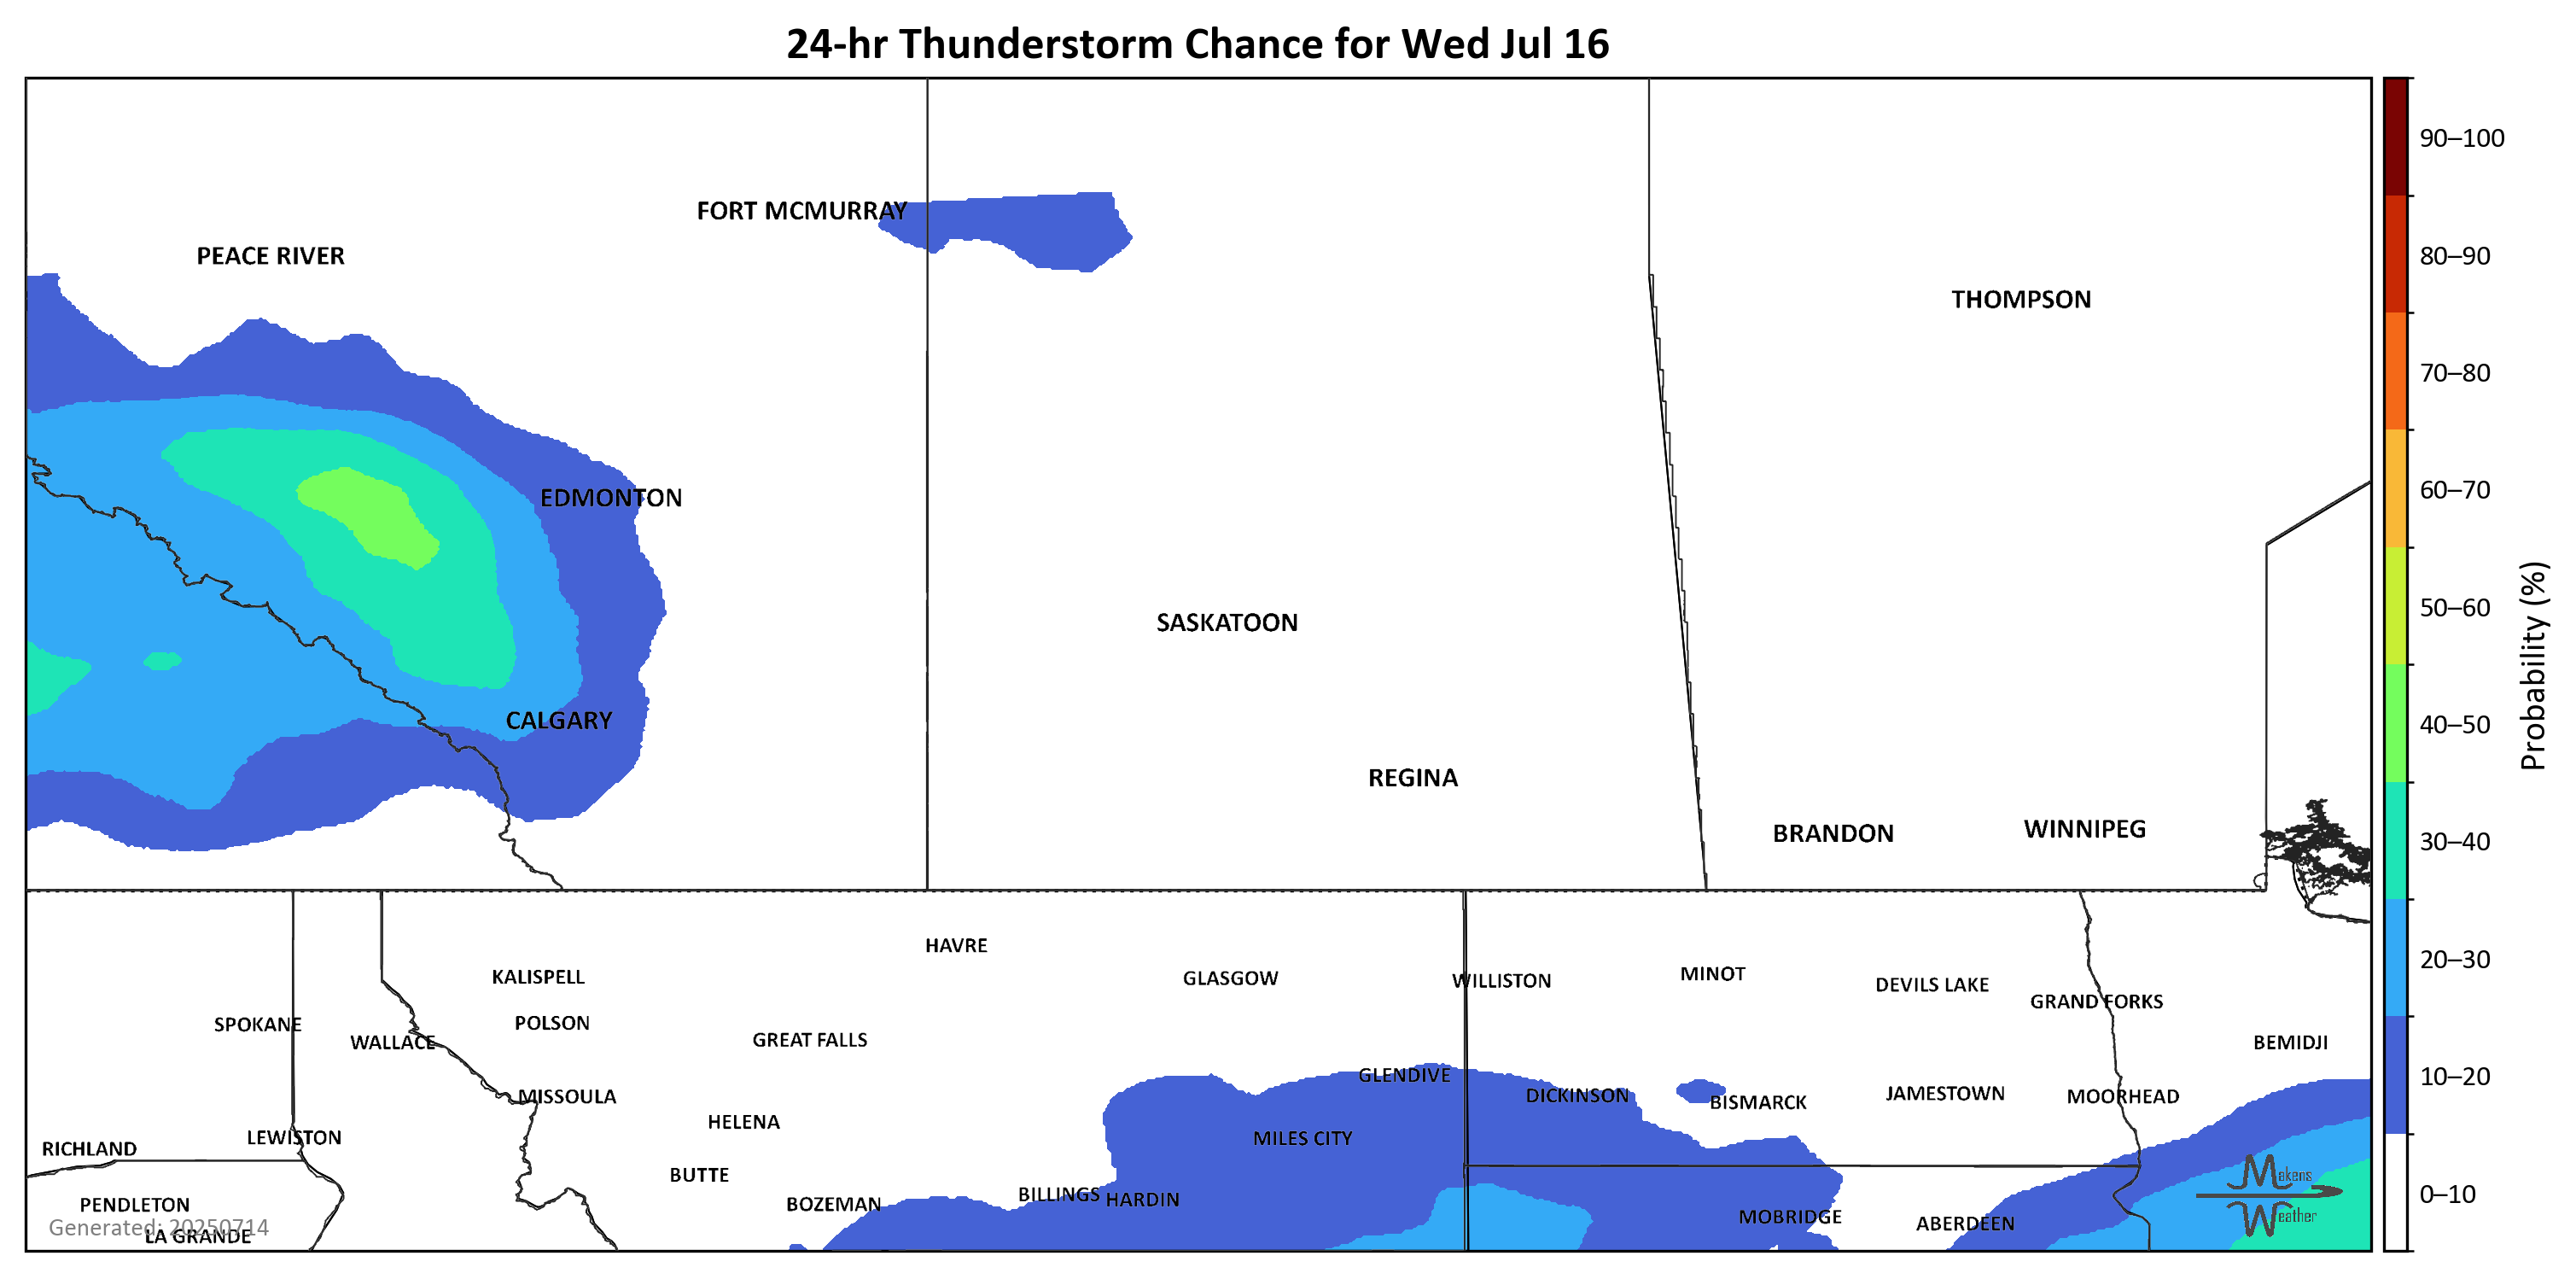 24-hr Thunderstorm Chance for Wed Jul 16
90–100
FORT MCMURRAY
PEACE RIVER
80–90
THOMPSON
70–80
EDMONTON
60–70
50–60
SASKATOON
Probability (%)
CALGARY
40–50
REGINA
BRANDON
WINNIPEG
30–40
HAVRE
20–30
KALISPELL
GLASGOW
WILLISTON
MINOT
DEVILS LAKE
GRAND FORKS
SPOKANE
POLSON
WALLACE
GREAT FALLS
BEMIDJI
GLENDIVE
10–20
MISSOULA
DICKINSON
BISMARCK
JAMESTOWN
MOORHEAD
HELENA
LEWISTON
MILES CITY
RICHLAND
BUTTE
Makens
BILLINGS
HARDIN
0–10
PENDLETON
BOZEMAN
MOBRIDGE
ABERDEEN
Weather
Generated: 20250714
LA GRANDE